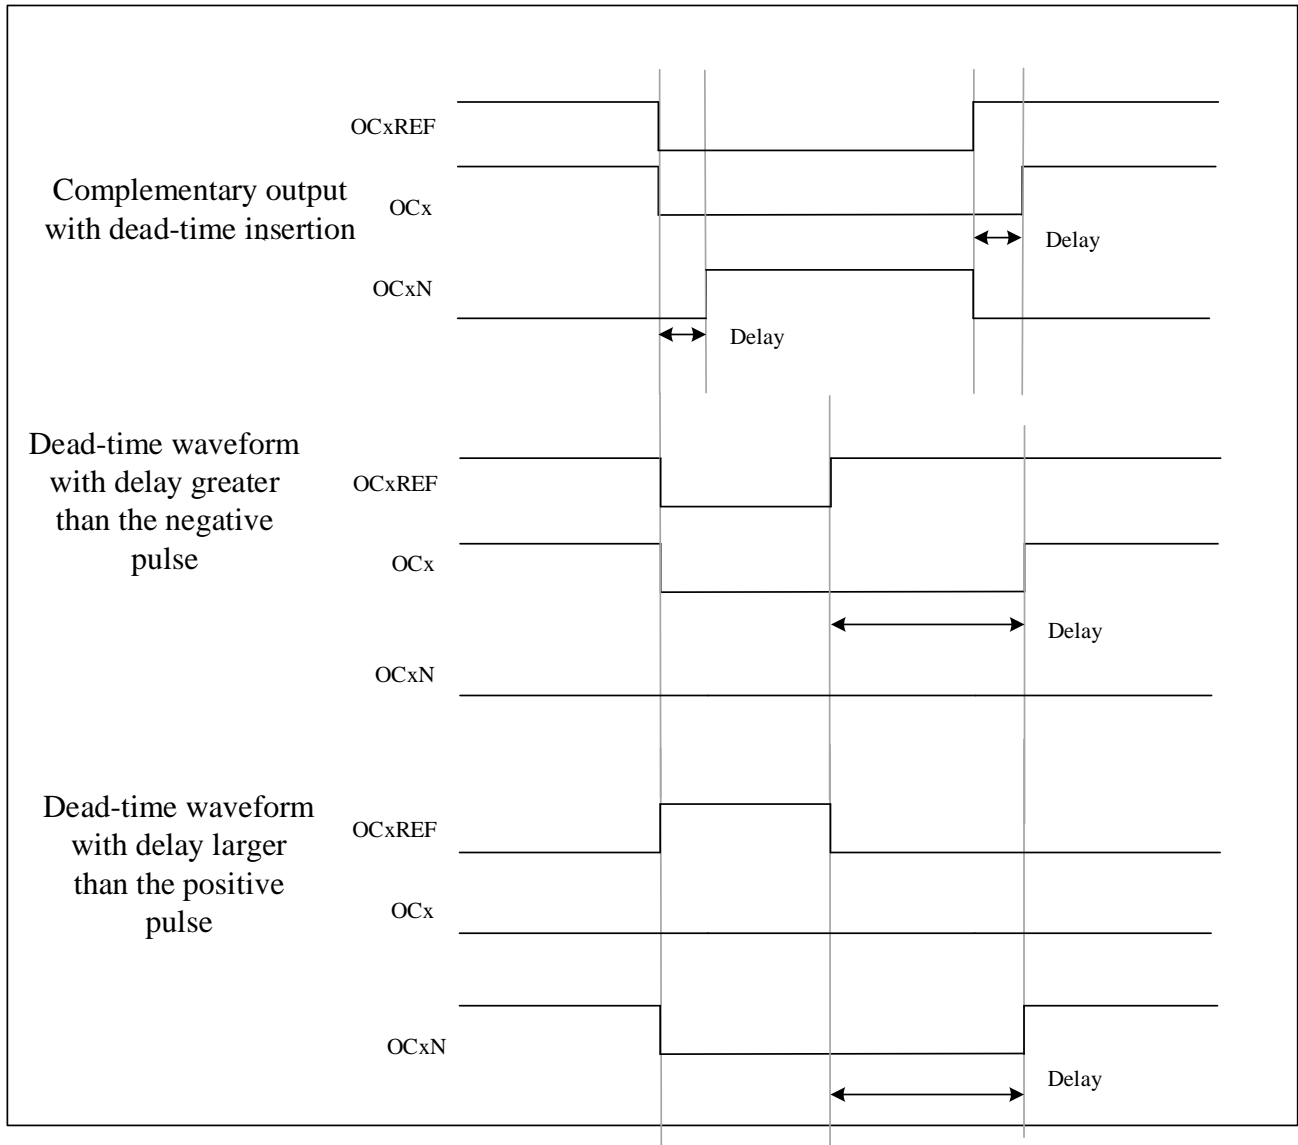 OCxREF
Complementary output
with dead-time insertion
OCx
Delay
OCxN
Delay
Dead-time waveform
with delay greater
than the negative
pulse
OCxREF
OCx
Delay
OCxN
Dead-time waveform
with delay larger
than the positive
pulse
OCxREF
OCx
OCxN
Delay